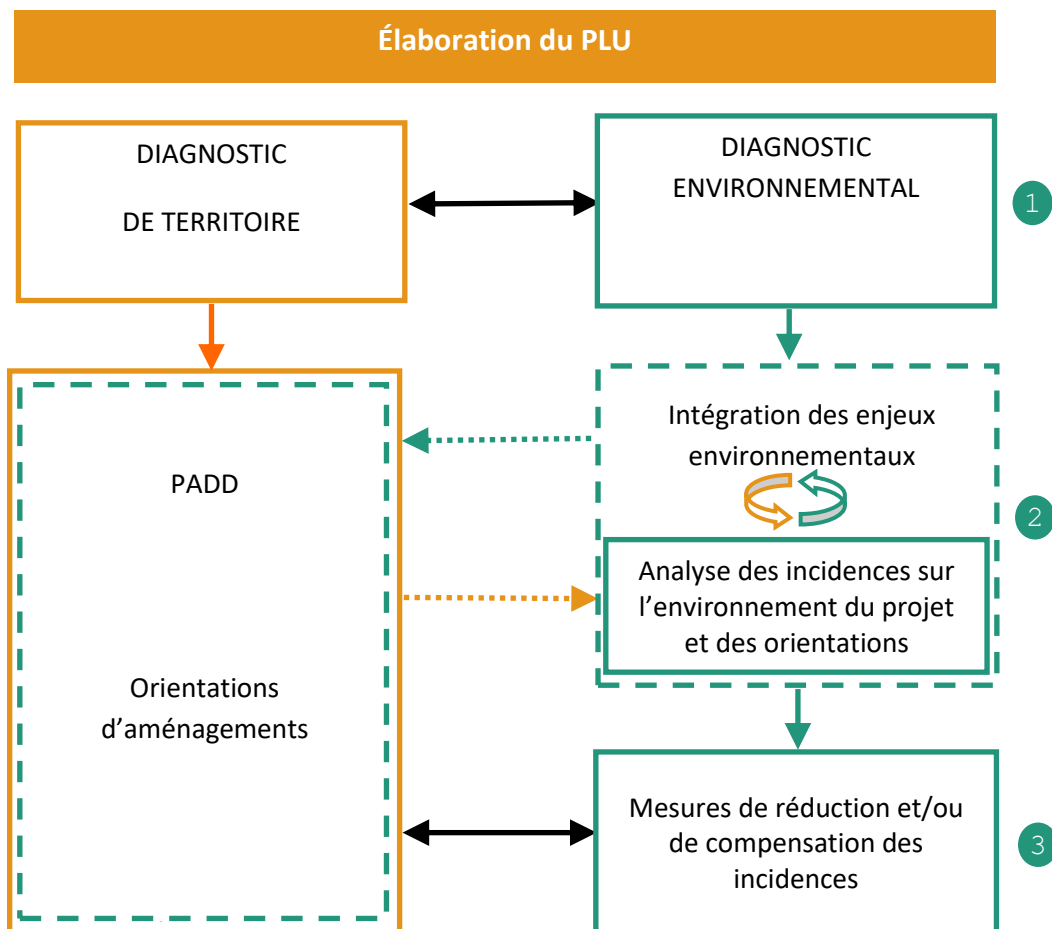 Élaboration du PLU
DIAGNOSTIC
DE TERRITOIRE
DIAGNOSTIC
ENVIRONNEMENTAL
1
PADD
Orientations
d’aménagements
Intégration des enjeux
environnementaux
Analyse des incidences sur
l’environnement du projet
et des orientations
2
Mesures de réduction et/ou
de compensation des
incidences
3